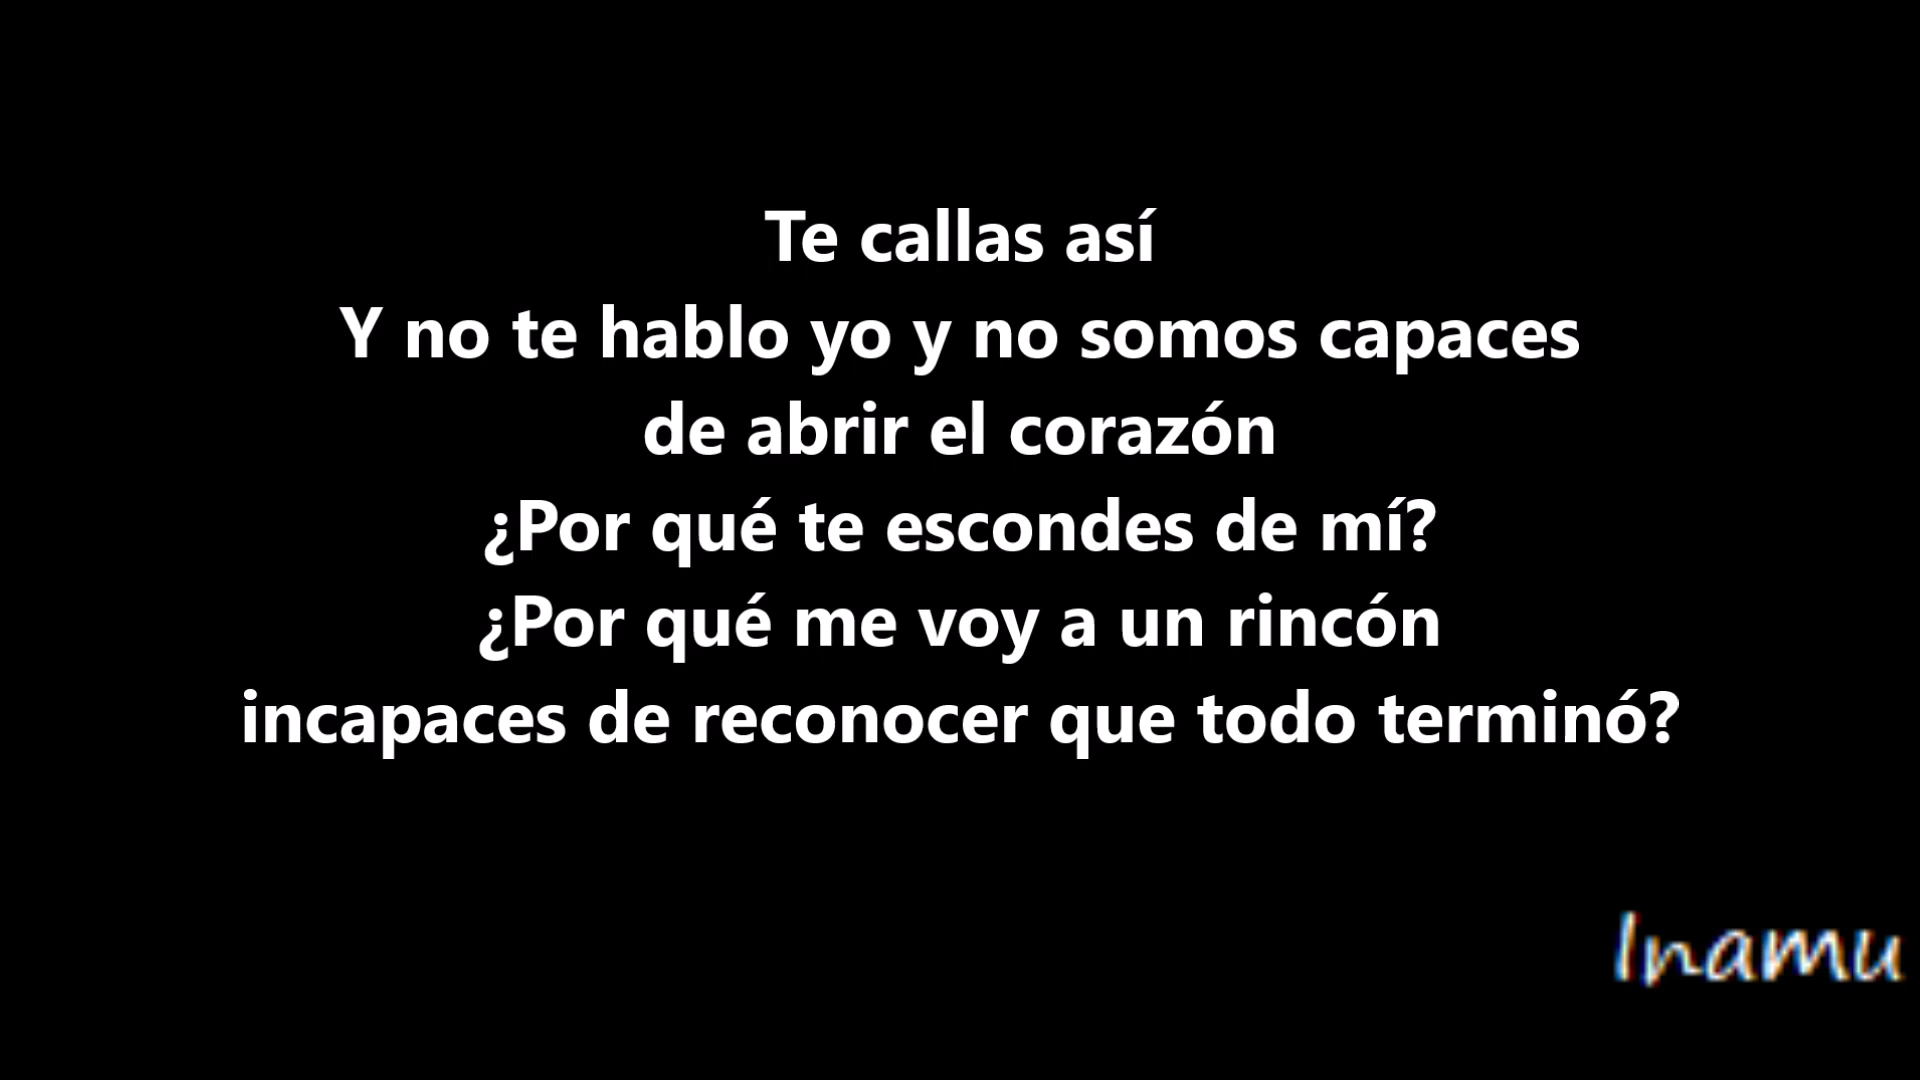 Te callas así
Y no te hablo yo y no somos capaces
de abrir el corazón
¿Por qué te escondes de mí?
¿Por qué me voy a un rincón
incapaces de reconocer que todo terminó?
Inamu